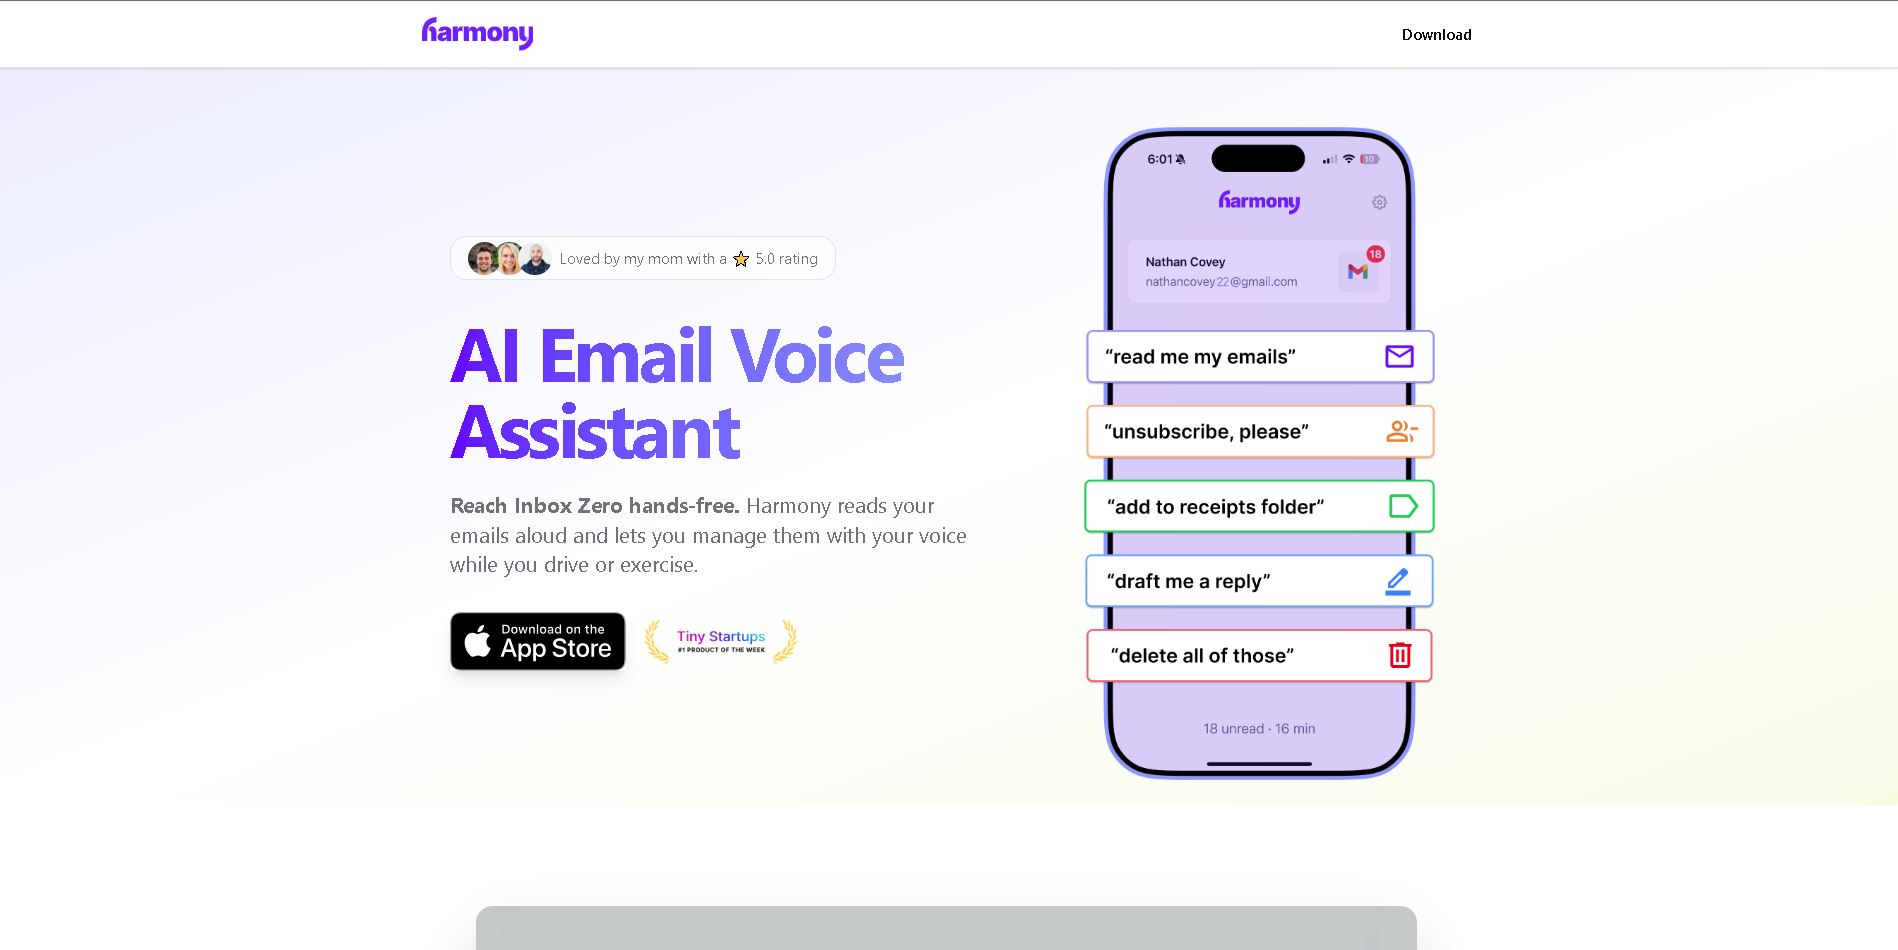 harmony
Download
Loved by my mom with a ⭐ 5.0 rating
AI Email Voice
Assistant
Reach Inbox Zero hands-free. Harmony reads your
emails aloud and lets you manage them with your voice
while you drive or exercise.
Download on the
App Store
Tiny Startups
#1 PRODUCT OF THE WEEK
6:01
10
harmony
Nathan Covey
nathancovey22@gmail.com
18
“read me my emails”
“unsubscribe, please”
“add to receipts folder”
“draft me a reply”
“delete all of those”
18 unread · 16 min